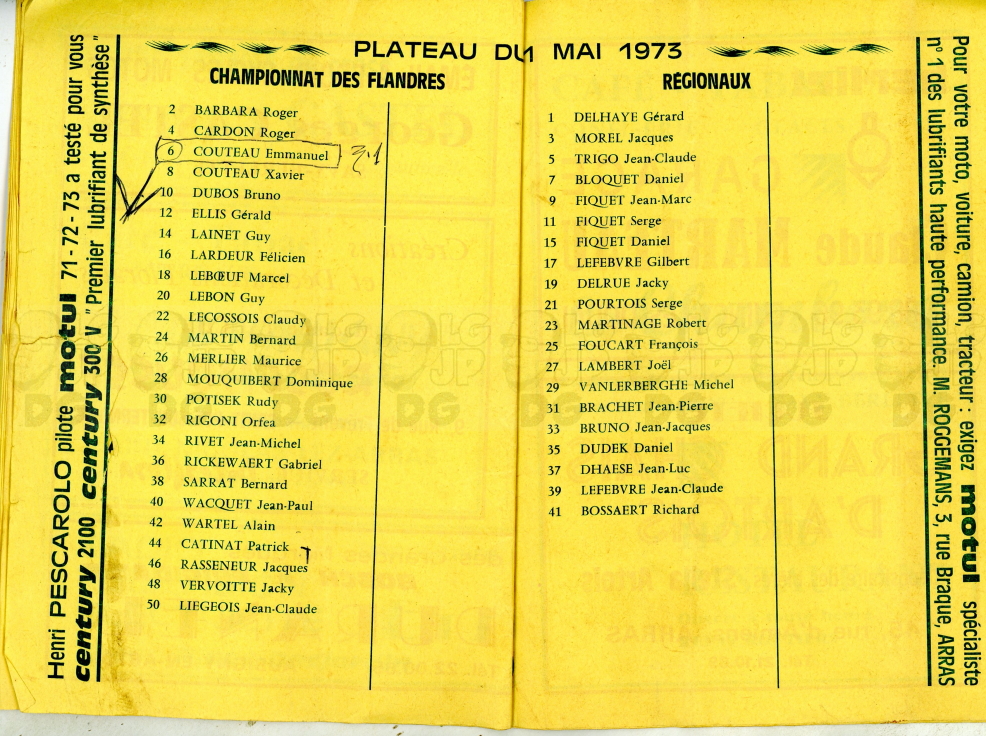 PLATEAU DU 1 MAI 1973
Henri PESCAROLO pilote motul 71-72-73 a testé pour vous
century 2100 century 300 V "Premier lubrifiant de synthèse"
CHAMPIONNAT DES FLANDRES
2 BARBARA Roger
4 CARDON Roger
6 COUTEAU Emmanuel
8 COUTEAU Xavier
10 DUBOS Bruno
12 ELLIS Gérald
14 LAINET Guy
16 LARDEUR Félicien
18 LEBŒUF Marcel
20 LEBON Guy
22 LECOSSOIS Claudy
24 MARTIN Bernard
26 MERLIER Maurice
28 MOUQUIBERT Dominique
30 POTISEK Rudy
32 RIGONI Orfea
34 RIVET Jean-Michel
36 RICKEWAERT Gabriel
38 SARRAT Bernard
40 WACQUET Jean-Paul
42 WARTEL Alain
44 CATINAT Patrick
46 RASSENEUR Jacques
48 VERVOITTE Jacky
50 LIEGEOIS Jean-Claude
RÉGIONAUX
1 DELHAYE Gérard
3 MOREL Jacques
5 TRIGO Jean-Claude
7 BLOQUET Daniel
9 FIQUET Jean-Marc
11 FIQUET Serge
15 FIQUET Daniel
17 LEFEBVRE Gilbert
19 DELRUE Jacky
21 POURTOIS Serge
23 MARTINAGE Robert
25 FOUCART François
27 LAMBERT Joël
29 VANLERBERGHE Michel
31 BRACHET Jean-Pierre
33 BRUNO Jean-Jacques
35 DUDEK Daniel
37 DHAESE Jean-Luc
39 LEFEBVRE Jean-Claude
41 BOSSAERT Richard
Pour votre moto, voiture, camion, tracteur : exigez motul spécialiste
n° 1 des lubrifiants haute performance. M. ROGGEMANS, 3, rue Braque, ARRAS